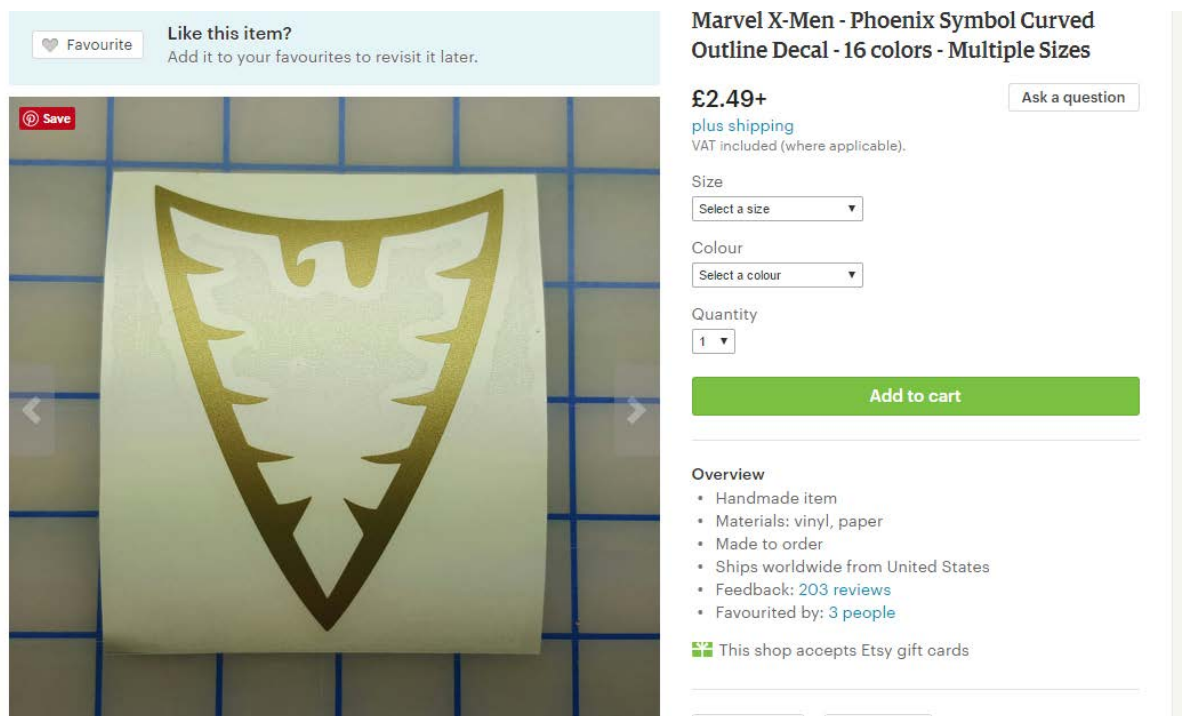 Favourite
Like this item?
Add it to your favourites to revisit it later.
Save
Marvel X-Men - Phoenix Symbol Curved
Outline Decal - 16 colors - Multiple Sizes
£2.49+
Ask a question
plus shipping
VAT included (where applicable).
Size
Select a size
Colour
Select a colour
Quantity
1
Add to cart
Overview
• Handmade item
• Materials: vinyl, paper
• Made to order
• Ships worldwide from United States
• Feedback: 203 reviews
• Favourited by: 3 people
This shop accepts Etsy gift cards